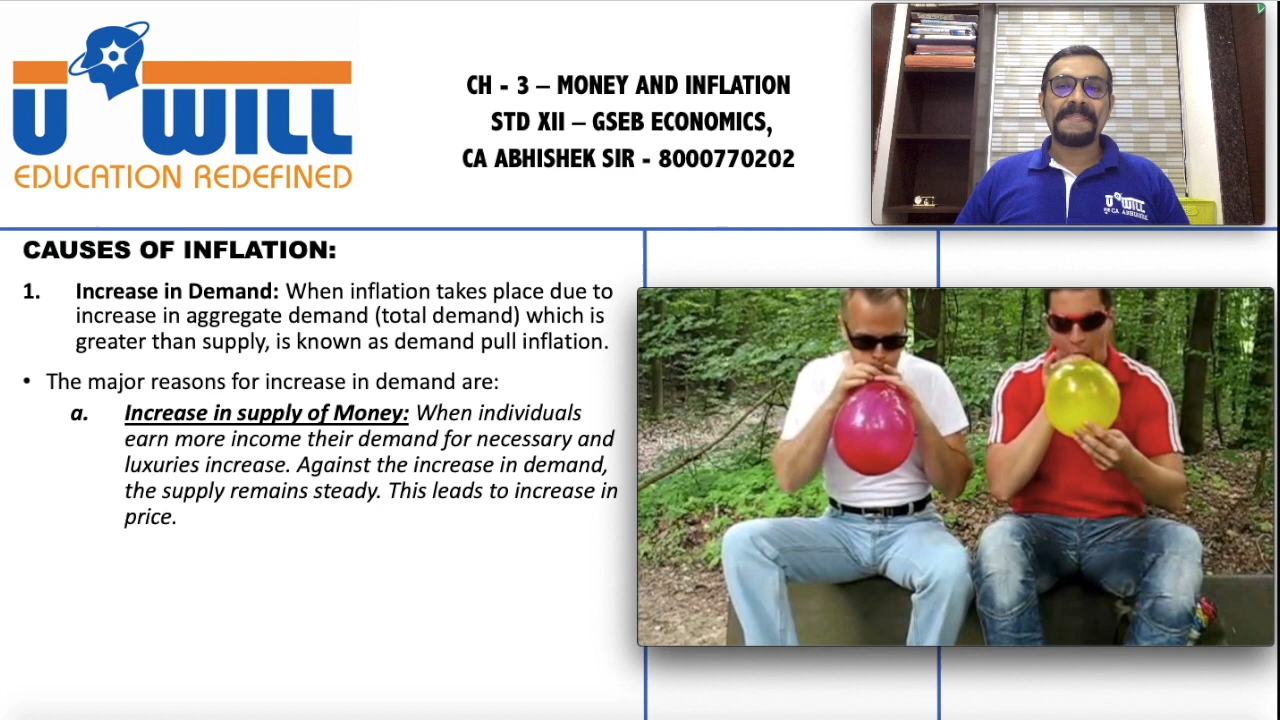 U WILL
EDUCATION REDEFINED
CH - 3 – MONEY AND INFLATION
STD XII – GSEB ECONOMICS,
CA ABHISHEK SIR - 8000770202
U WILL
CAUSES OF INFLATION:
1. Increase in Demand: When inflation takes place due to
increase in aggregate demand (total demand) which is
greater than supply, is known as demand pull inflation.
• The major reasons for increase in demand are:
a. Increase in supply of Money: When individuals
earn more income their demand for necessary and
luxuries increase. Against the increase in demand,
the supply remains steady. This leads to increase in
price.